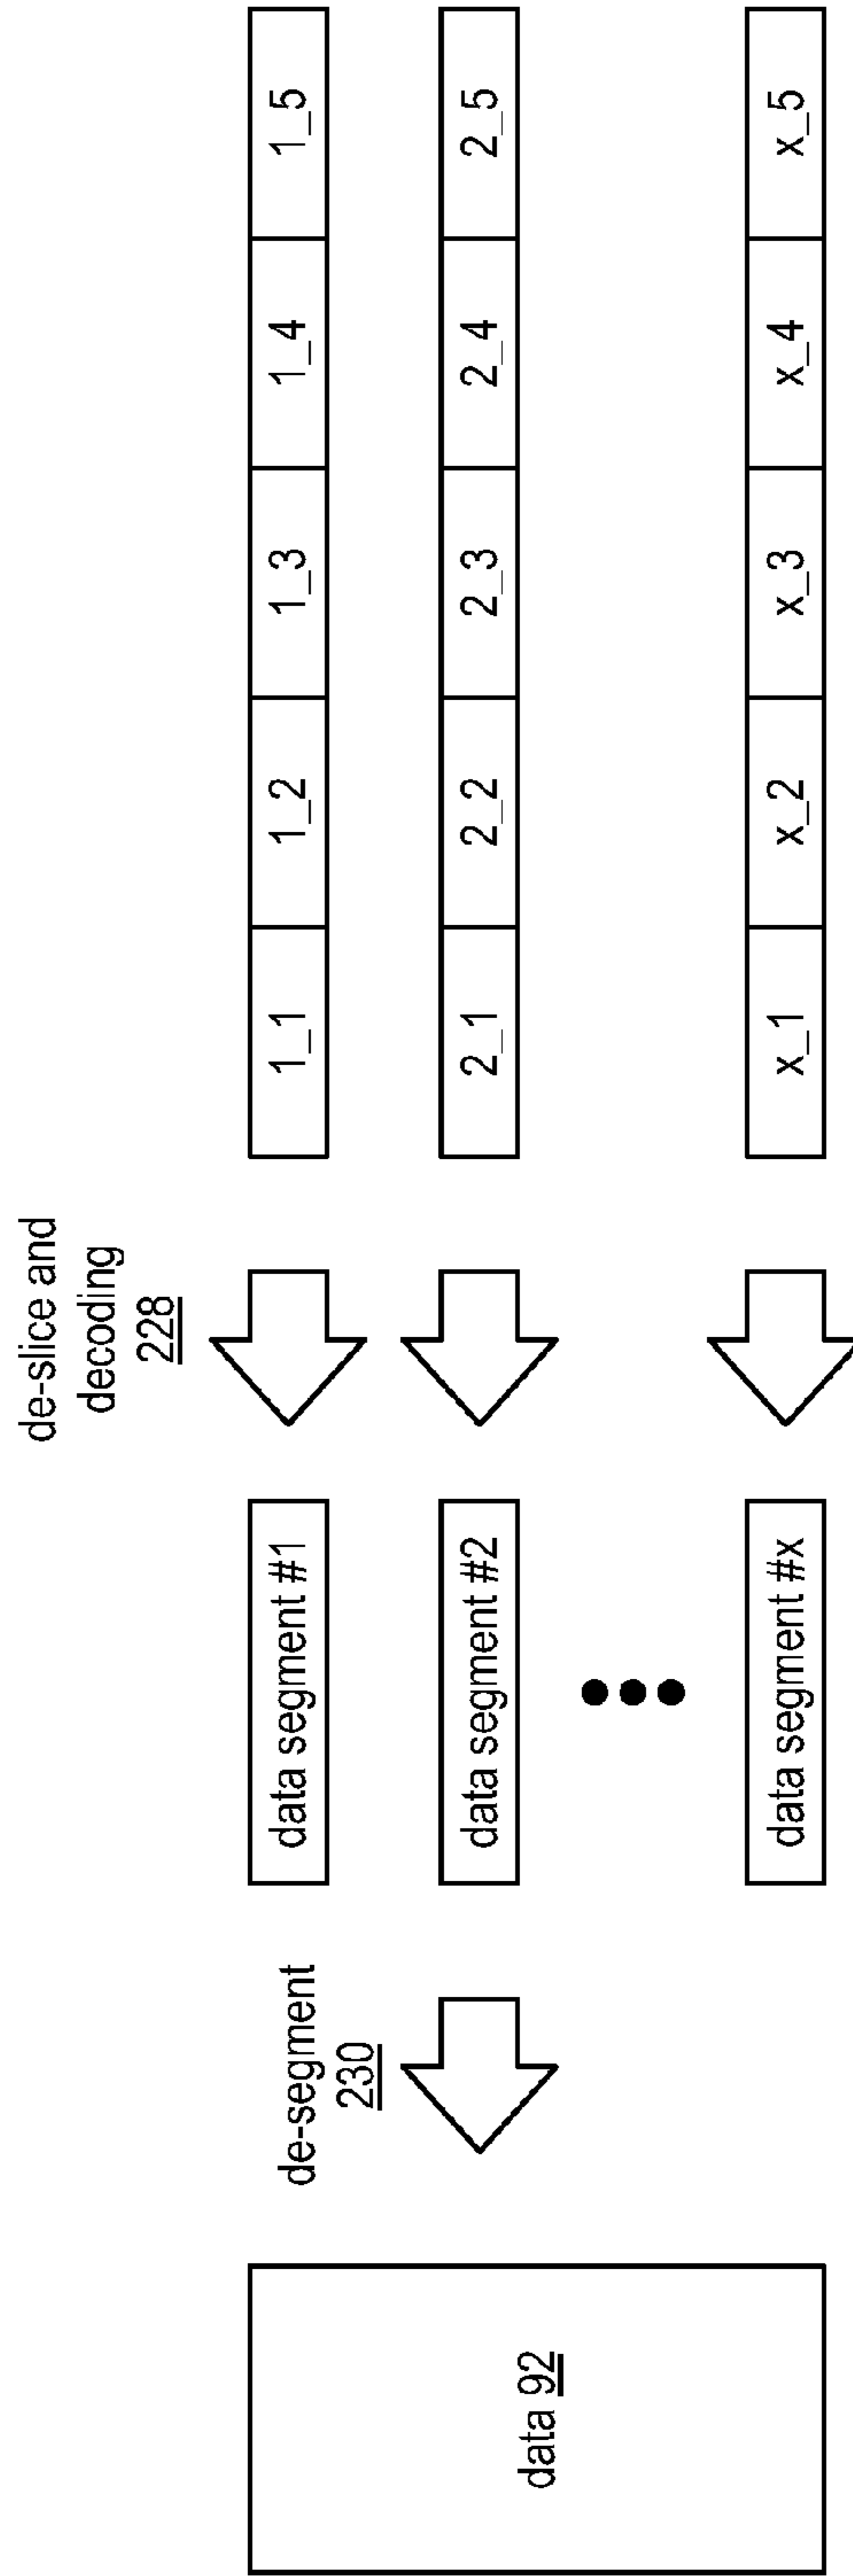 de-slice and
decoding
228
de-segment
230
data 92
data segment #1
1_1 1_2 1_3 1_4 1_5
data segment #2
2_1 2_2 2_3 2_4 2_5
data segment #x
x_1 x_2 x_3 x_4 x_5